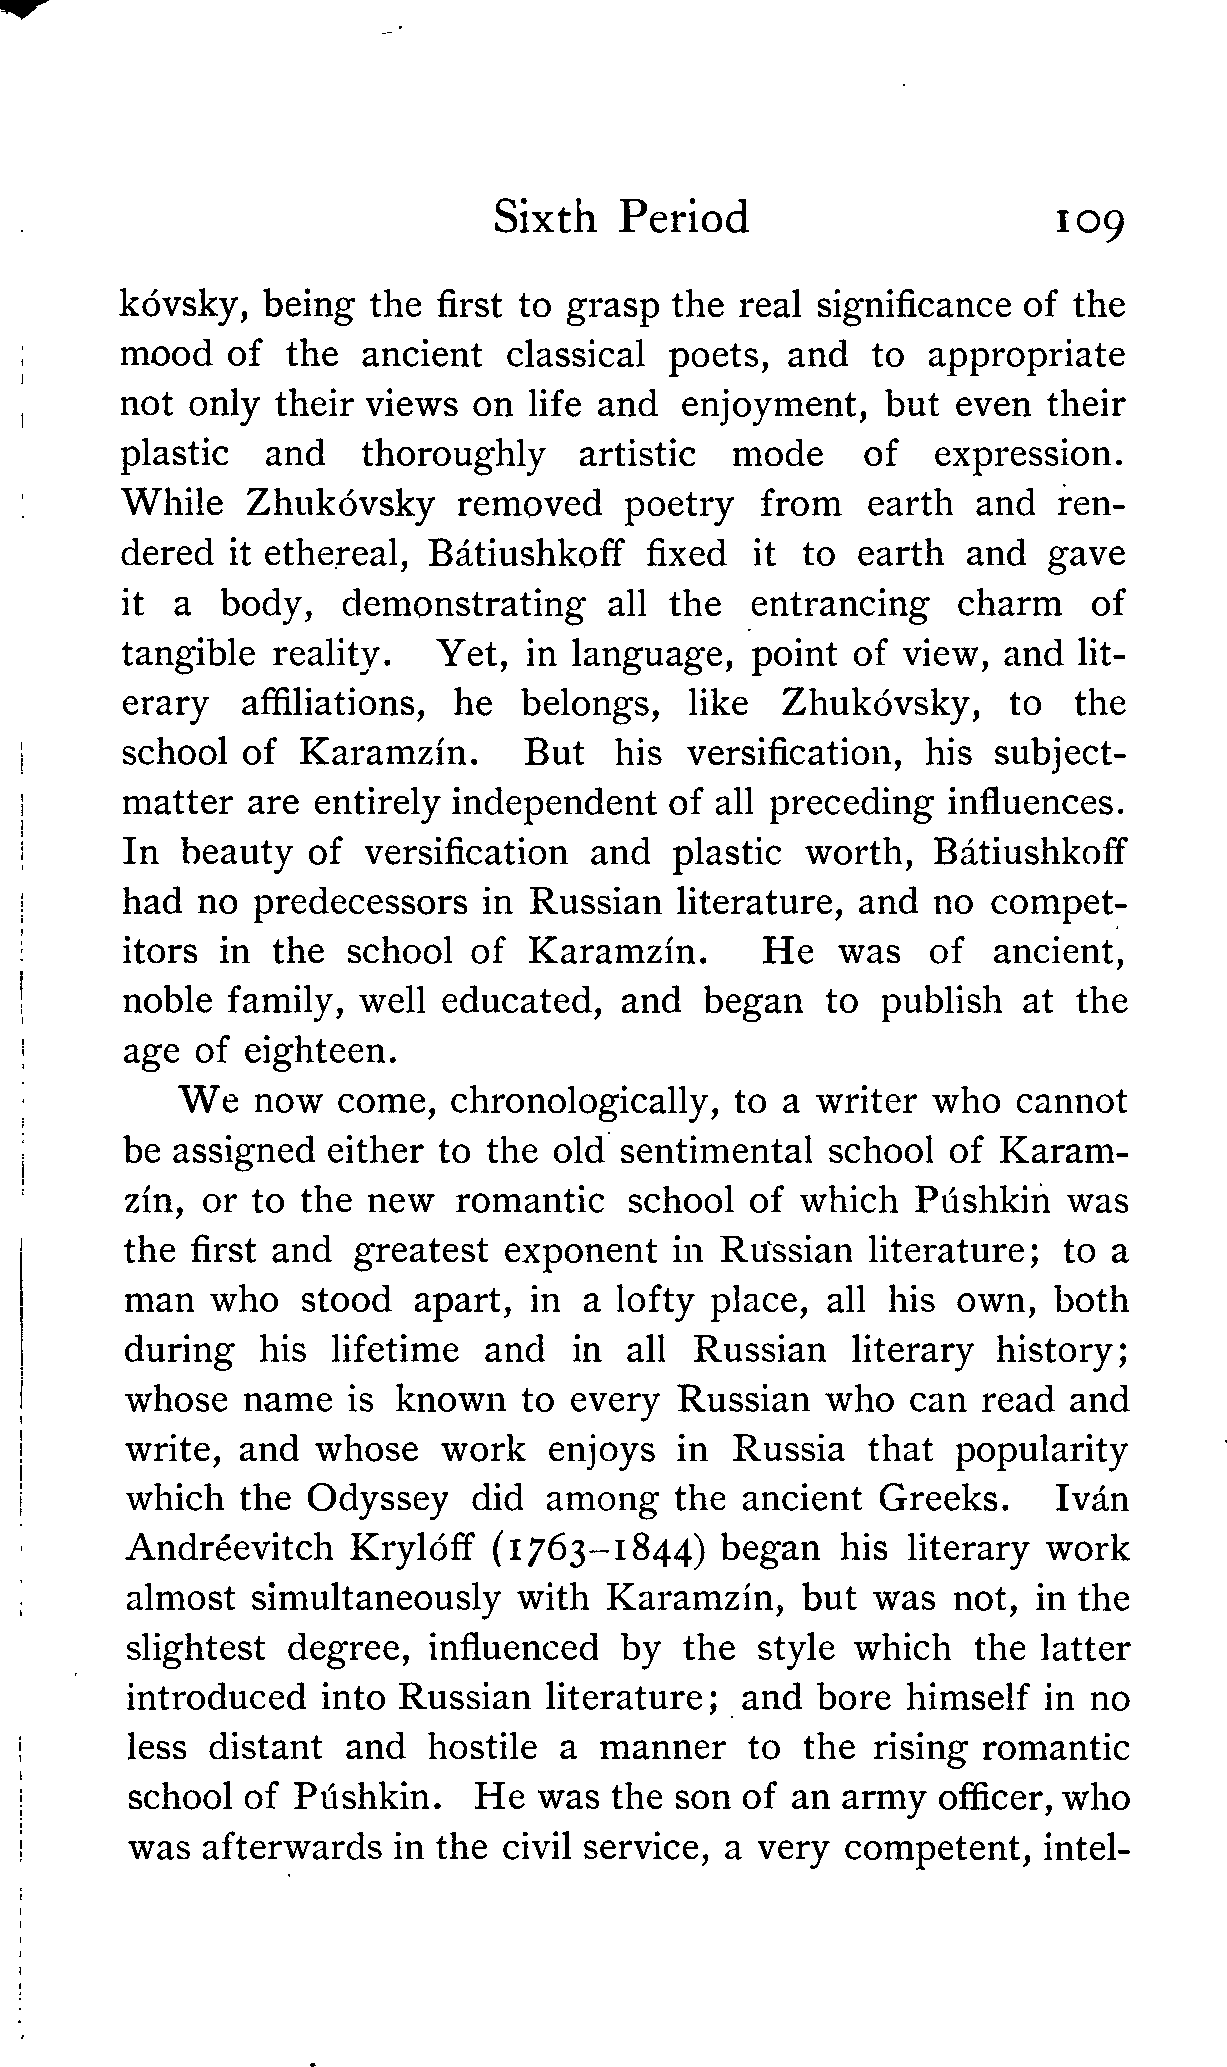 Sixth Period 109
kóvsky, being the first to grasp the real significance of the
mood of the ancient classical poets, and to appropriate
not only their views on life and enjoyment, but even their
plastic and thoroughly artistic mode of expression.
While Zhukóvsky removed poetry from earth and ren-
dered it ethereal, Bátiushkoff fixed it to earth and gave
it a body, demonstrating all the entrancing charm of
tangible reality. Yet, in language, point of view, and lit-
erary affiliations, he belongs, like Zhukóvsky, to the
school of Karamzín. But his versification, his subject-
matter are entirely independent of all preceding influences.
In beauty of versification and plastic worth, Bátiushkoff
had no predecessors in Russian literature, and no compet-
itors in the school of Karamzín. He was of ancient,
noble family, well educated, and began to publish at the
age of eighteen.
We now come, chronologically, to a writer who cannot
be assigned either to the old sentimental school of Karam-
zín, or to the new romantic school of which Púshkin was
the first and greatest exponent in Russian literature; to a
man who stood apart, in a lofty place, all his own, both
during his lifetime and in all Russian literary history;
whose name is known to every Russian who can read and
write, and whose work enjoys in Russia that popularity
which the Odyssey did among the ancient Greeks. Iván
Andréevitch Krylóff (1763–1844) began his literary work
almost simultaneously with Karamzín, but was not, in the
slightest degree, influenced by the style which the latter
introduced into Russian literature; and bore himself in no
less distant and hostile a manner to the rising romantic
school of Púshkin. He was the son of an army officer, who
was afterwards in the civil service, a very competent, intel-